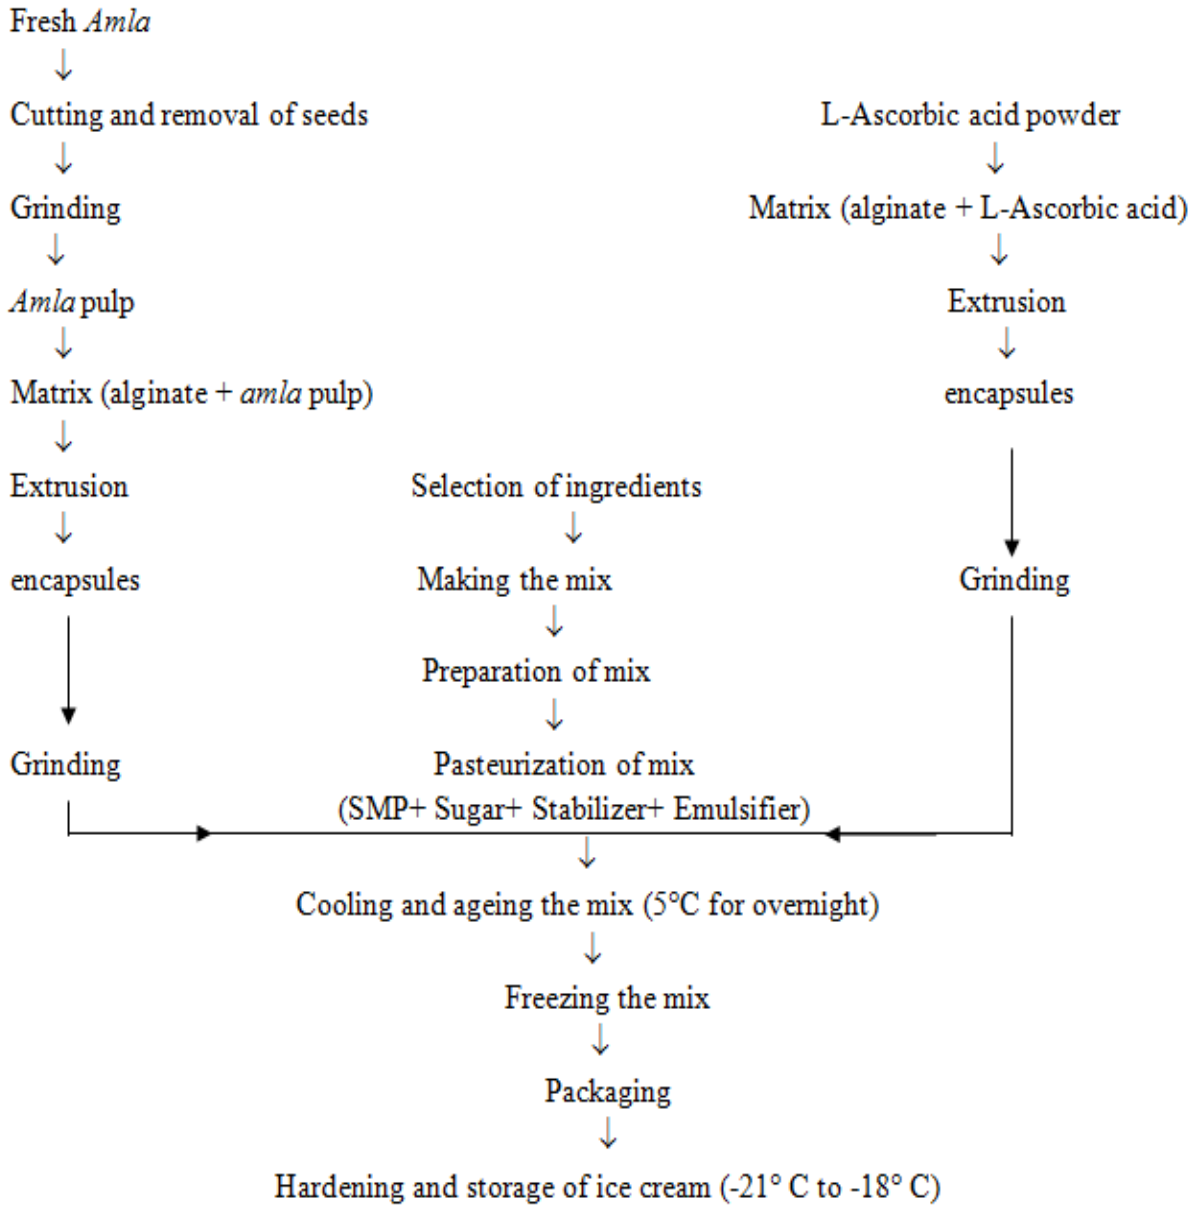 Fresh Amla
Cutting and removal of seeds
Grinding
Amla pulp
Matrix (alginate + amla pulp)
Extrusion
encapsules
Grinding
L-Ascorbic acid powder
Matrix (alginate + L-Ascorbic acid)
Extrusion
encapsules
Grinding
Selection of ingredients
Making the mix
Preparation of mix
Pasteurization of mix
(SMP+ Sugar+ Stabilizer+ Emulsifier)
Cooling and ageing the mix (5°C for overnight)
Freezing the mix
Packaging
Hardening and storage of ice cream (-21° C to -18° C)